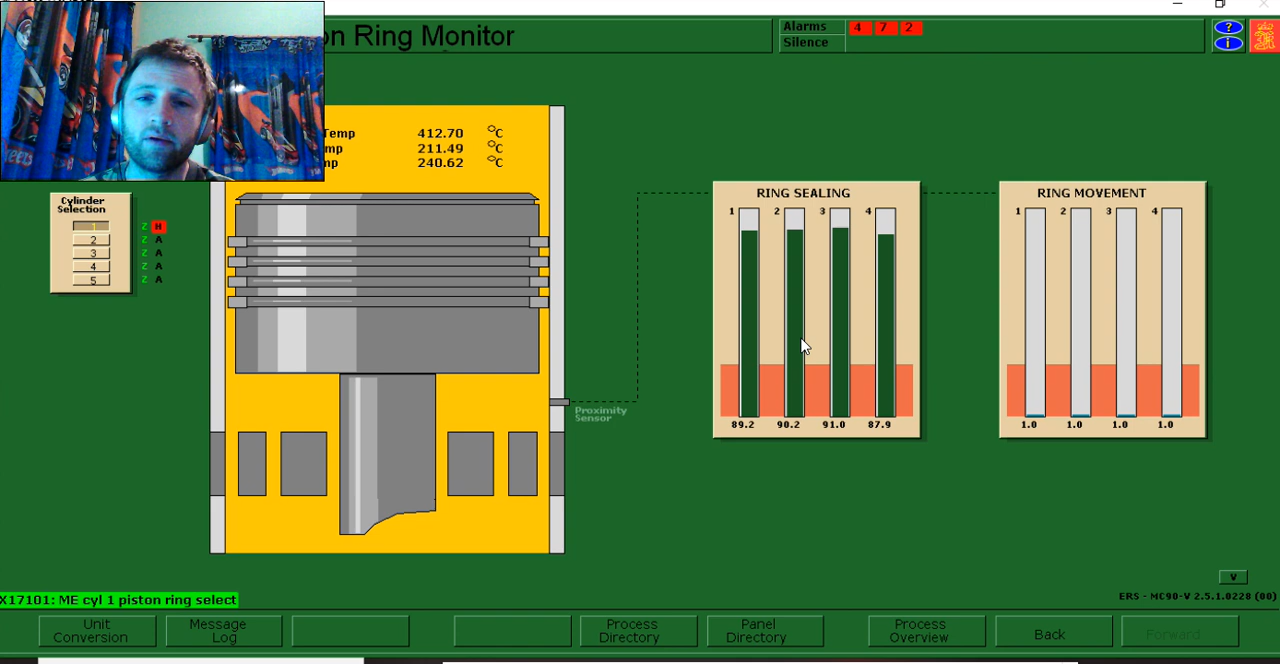 on Ring Monitor
Alarms 4 7 2
Silence
?
i
Temp 412.70 °C
mp 211.49 °C
mp 240.62 °C
Cylinder
Selection
1 Z H
2 Z A
3 Z A
4 Z A
5 Z A
RING SEALING
1 2 3 4
89.2 90.2 91.0 87.9
RING MOVEMENT
1 2 3 4
1.0 1.0 1.0 1.0
Proximity
Sensor
V
X17101: ME cyl 1 piston ring select
ERS - MC90-V 2.5.1.0228 (00)
Unit
Conversion
Message
Log
Process
Directory
Panel
Directory
Process
Overview
Back
Forward